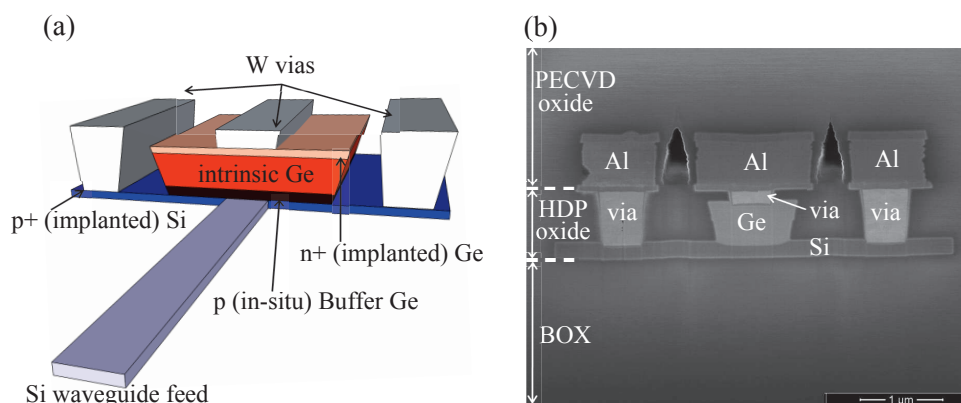 (a)
W vias
intrinsic Ge
p+ (implanted) Si
n+ (implanted) Ge
p (in-situ) Buffer Ge
Si waveguide feed
(b)
PECVD
oxide
HDP
oxide
BOX
Al
Al
Al
via
Ge
via
via
Si
1 µm